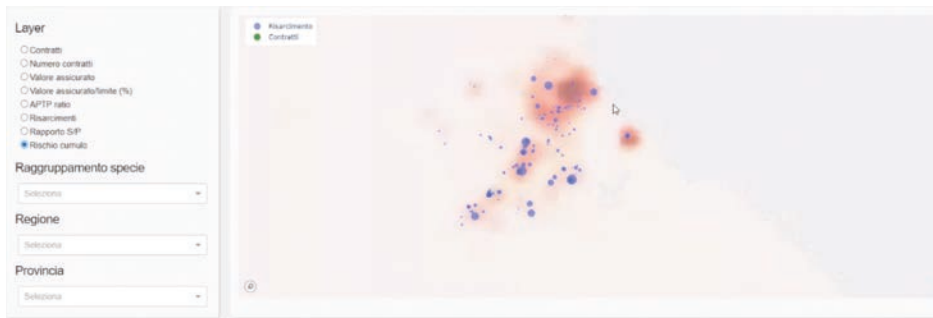 Layer
Contratti
Numero contratti
Valore assicurato
Valore assicurato/limite (%)
APTP ratio
Risarcimenti
Rapporto S/P
Rischio cumulo
Raggruppamento specie
Seleziona
Regione
Seleziona
Provincia
Seleziona
Risarcimento
Contratti